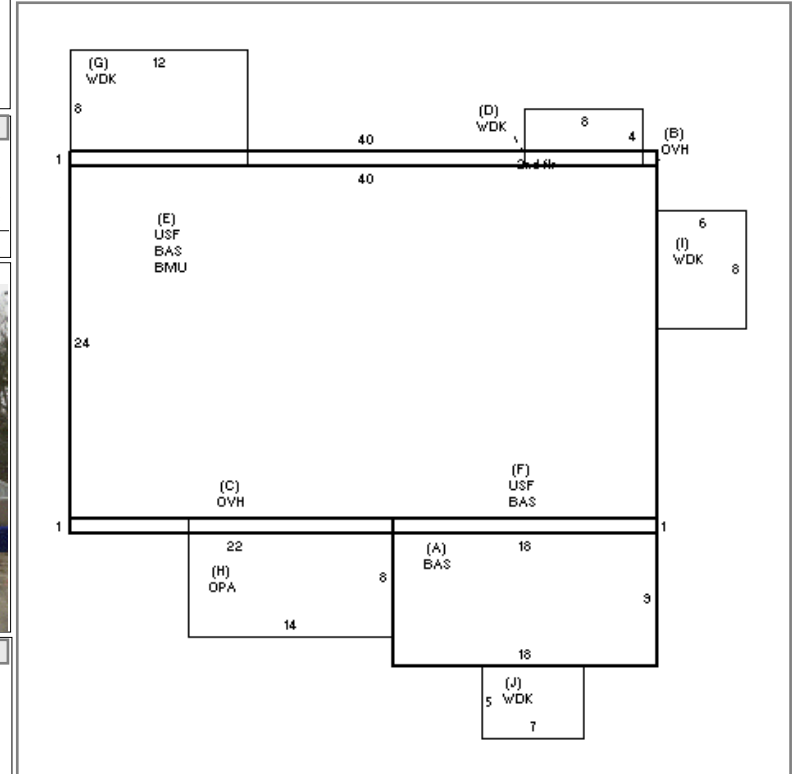 (G)
WDK
12
8
(D)
WDK
8
4
(B)
OVH
40
1
2nd flr
40
(E)
USF
BAS
BMU
6
(I)
WDK
8
24
(C)
OVH
(F)
USF
BAS
1
1
22
(A)
BAS
18
(H)
OPA
8
9
14
18
(J)
WDK
5
7